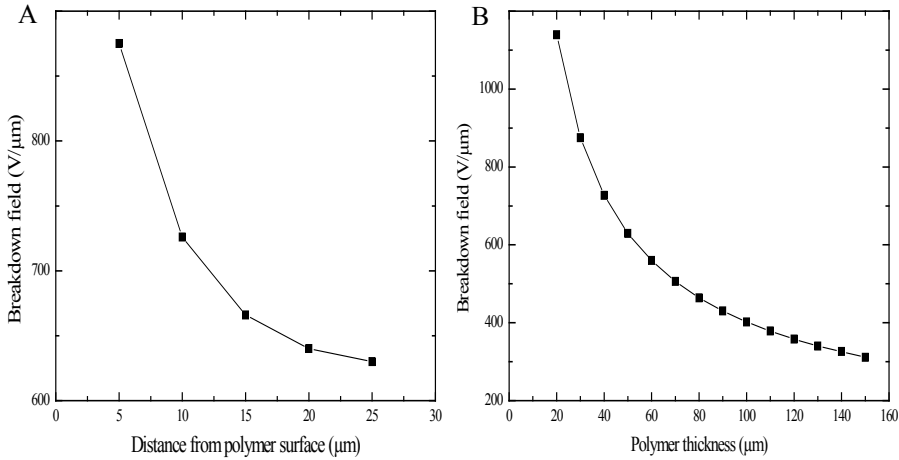 A
Breakdown field (V/μm)
800
700
600
0 5 10 15 20 25 30
Distance from polymer surface (μm)
B
Breakdown field (V/μm)
1000
800
600
400
200
0 20 40 60 80 100 120 140 160
Polymer thickness (μm)